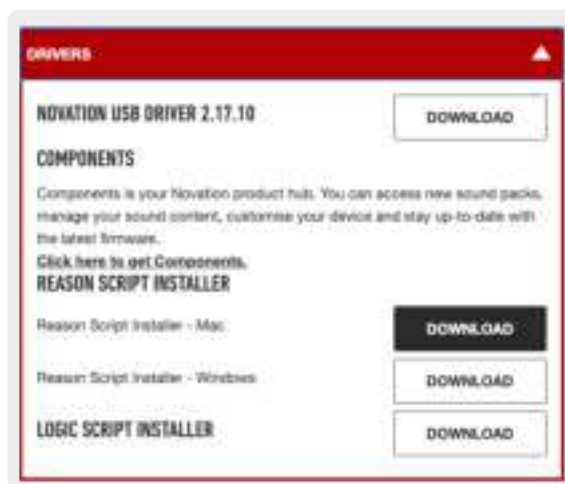 DRIVERS
NOVATION USB DRIVER 2.17.10
DOWNLOAD
COMPONENTS
Components is your Novation product hub. You can access new sound packs,
manage your sound content, customise your device and stay up-to-date with
the latest firmware.
Click here to get Components.
REASON SCRIPT INSTALLER
Reason Script Installer - Mac
DOWNLOAD
Reason Script Installer - Windows
DOWNLOAD
LOGIC SCRIPT INSTALLER
DOWNLOAD